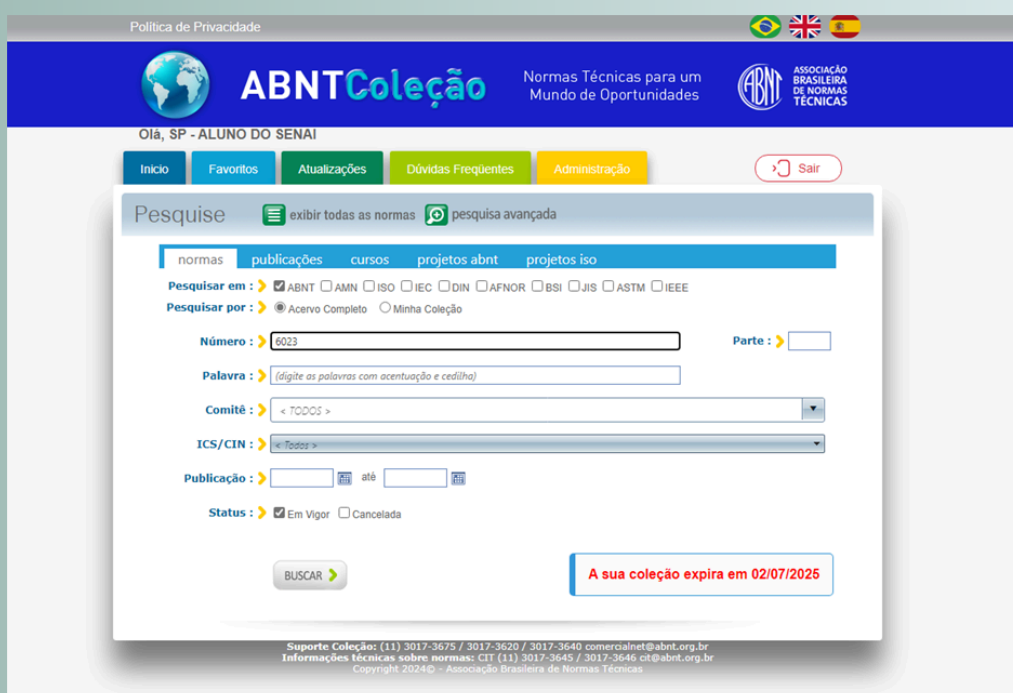 Política de Privacidade
ABNTColeção
Normas Técnicas para um
Mundo de Oportunidades
ABNT
ASSOCIAÇÃO
BRASILEIRA
DE NORMAS
TÉCNICAS
Olá, SP - ALUNO DO SENAI
Inicio Favoritos Atualizações Dúvidas Freqüentes Administração Sair
Pesquise exibir todas as normas pesquisa avançada
normas publicações cursos projetos abnt projetos iso
Pesquisar em : ABNT AMN ISO IEC DIN AFNOR BSI JIS ASTM IEEE
Pesquisar por : Acervo Completo Minha Coleção
Número : 6023 Parte :
Palavra : (digite as palavras com acentuação e cedilha)
Comitê : < TODOS >
ICS/CIN : < Todos >
Publicação : até
Status : Em Vigor Cancelada
BUSCAR
A sua coleção expira em 02/07/2025
Suporte Coleção: (11) 3017-3675 / 3017-3620 / 3017-3640 comercialnet@abnt.org.br
Informações técnicas sobre normas: CIT (11) 3017-3645 / 3017-3646 cit@abnt.org.br
Copyright 2024© - Associação Brasileira de Normas Técnicas